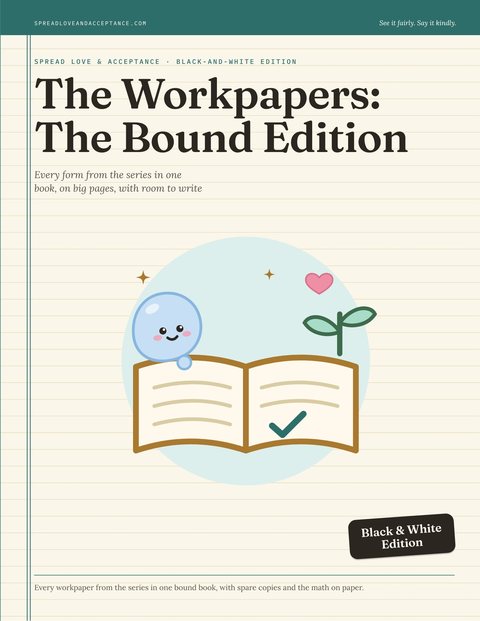 SPREADLOVEANDACCEPTANCE.COM
See it fairly. Say it kindly.
SPREAD LOVE & ACCEPTANCE · BLACK-AND-WHITE EDITION
The Workpapers:
The Bound Edition
Every form from the series in one
book, on big pages, with room to write
Black & White
Edition
Every workpaper from the series in one bound book, with spare copies and the math on paper.